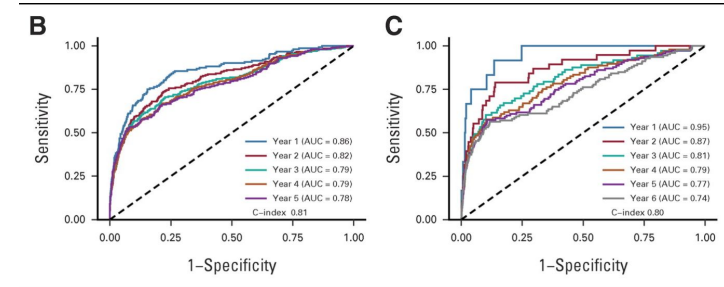 B
1.00
0.75
0.50
0.25
0.00
Sensitivity
Year 1 (AUC = 0.86)
Year 2 (AUC = 0.82)
Year 3 (AUC = 0.79)
Year 4 (AUC = 0.79)
Year 5 (AUC = 0.78)
C-index 0.81
0.00 0.25 0.50 0.75 1.00
1–Specificity
C
1.00
0.75
0.50
0.25
0.00
Sensitivity
Year 1 (AUC = 0.95)
Year 2 (AUC = 0.87)
Year 3 (AUC = 0.81)
Year 4 (AUC = 0.79)
Year 5 (AUC = 0.77)
Year 6 (AUC = 0.74)
C-index 0.80
0.00 0.25 0.50 0.75 1.00
1–Specificity